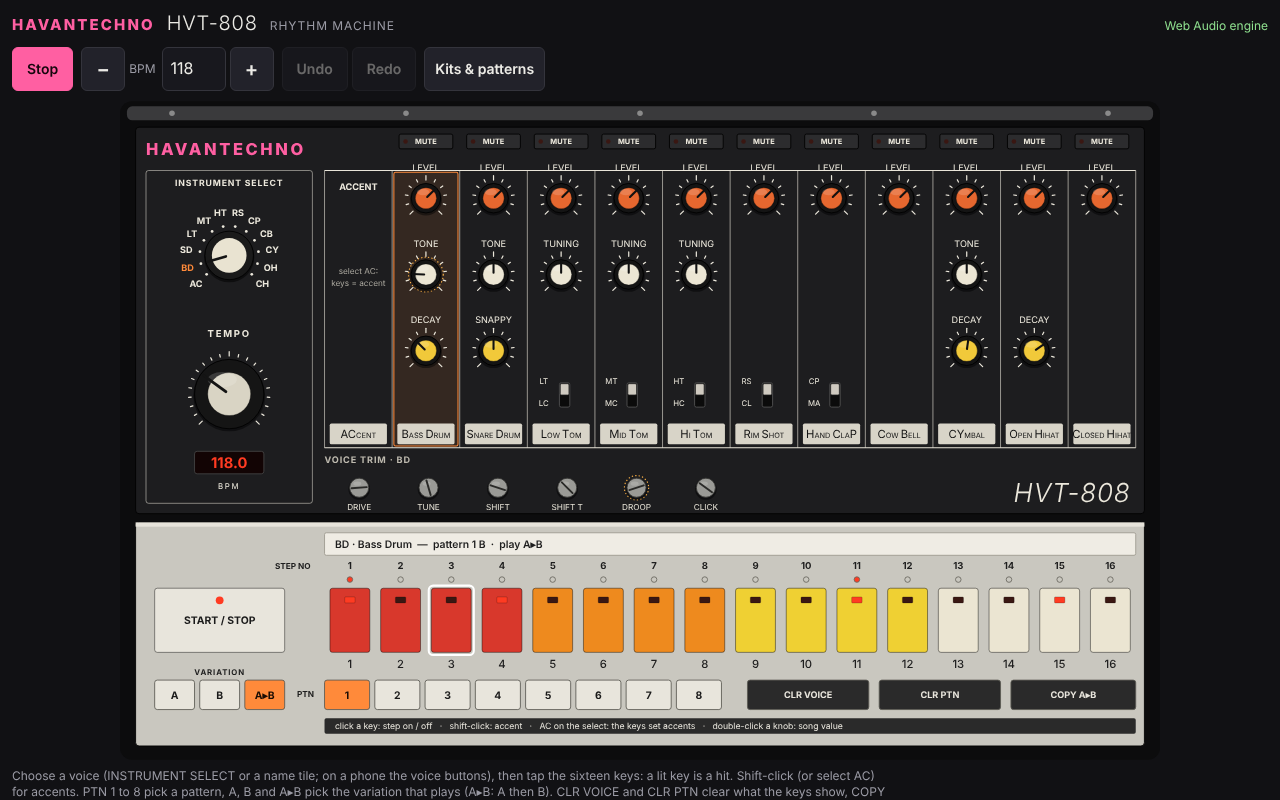 HAVANTECHNO HVT-808 RHYTHM MACHINE Web Audio engine
Stop − BPM 118 + Undo Redo Kits & patterns
MUTE MUTE MUTE MUTE MUTE MUTE MUTE MUTE MUTE MUTE MUTE
HAVANTECHNO
LEVEL LEVEL LEVEL LEVEL LEVEL LEVEL LEVEL LEVEL LEVEL LEVEL LEVEL
INSTRUMENT SELECT
ACCENT
HT RS
MT CP
LT CB
SD CY
BD OH
AC CH
TONE TONE TUNING TUNING TUNING TONE
select AC:
keys = accent
DECAY SNAPPY DECAY DECAY
TEMPO
LT MT HT RS CP
LC MC HC CL MA
ACcent Bass Drum Snare Drum Low Tom Mid Tom Hi Tom Rim Shot Hand ClaP Cow Bell CYmbal Open Hihat Closed Hihat
118.0
BPM
VOICE TRIM · BD
DRIVE TUNE SHIFT SHIFT T DROOP CLICK
HVT-808
BD · Bass Drum — pattern 1 B · play A▸B
STEP NO 1 2 3 4 5 6 7 8 9 10 11 12 13 14 15 16
START / STOP
1 2 3 4 5 6 7 8 9 10 11 12 13 14 15 16
VARIATION
A B A▸B PTN 1 2 3 4 5 6 7 8 CLR VOICE CLR PTN COPY A▸B
click a key: step on / off · shift-click: accent · AC on the select: the keys set accents · double-click a knob: song value
Choose a voice (INSTRUMENT SELECT or a name tile; on a phone the voice buttons), then tap the sixteen keys: a lit key is a hit. Shift-click (or select AC)
for accents. PTN 1 to 8 pick a pattern, A, B and A▸B pick the variation that plays (A▸B: A then B). CLR VOICE and CLR PTN clear what the keys show, COPY